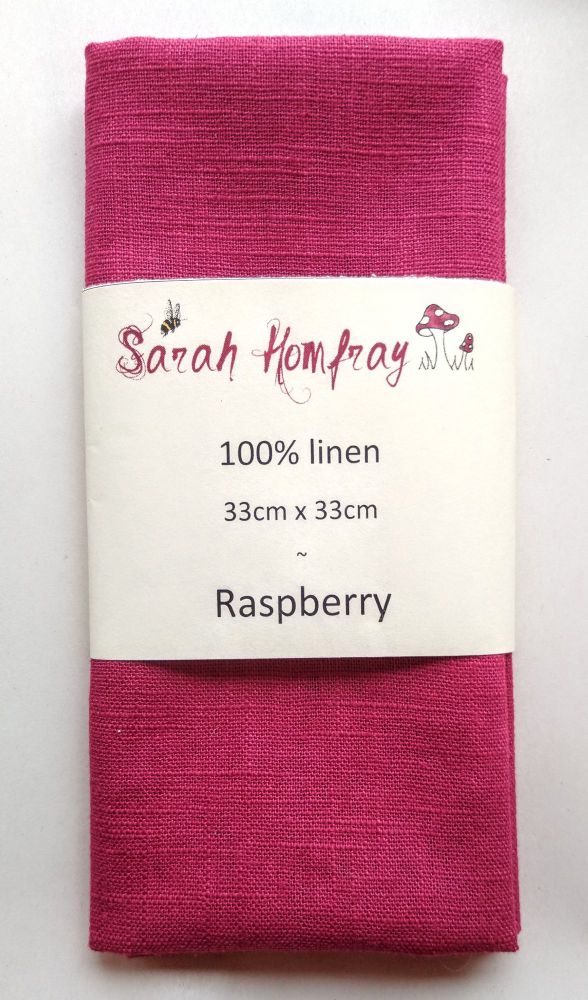 Sarah Homfray
100% linen
33cm x 33cm
~
Raspberry